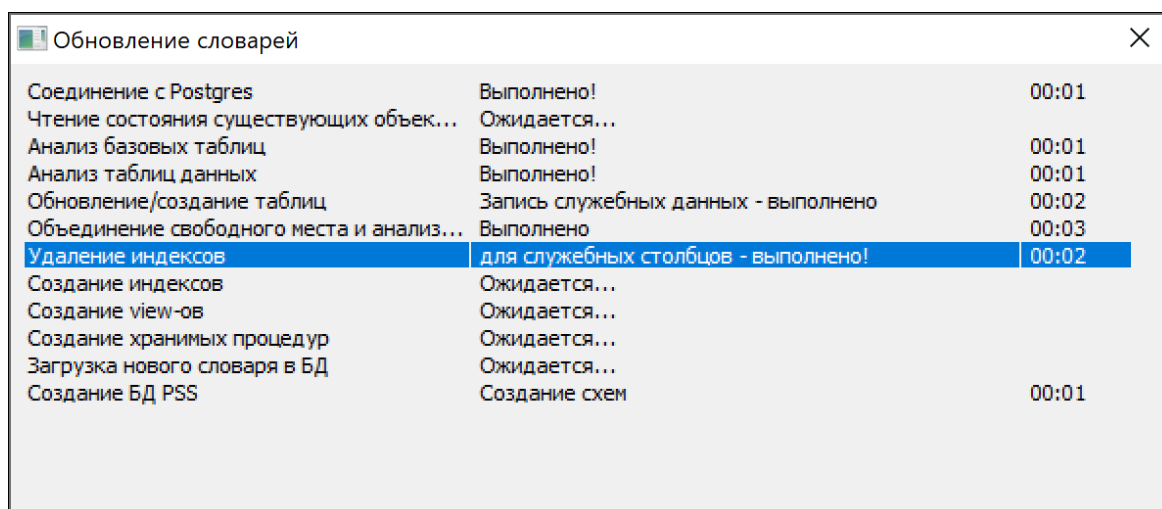 Обновление словарей
Соединение с Postgres Выполнено! 00:01
Чтение состояния существующих объек... Ожидается...
Анализ базовых таблиц Выполнено! 00:01
Анализ таблиц данных Выполнено! 00:01
Обновление/создание таблиц Запись служебных данных - выполнено 00:02
Объединение свободного места и анализ... Выполнено 00:03
Удаление индексов для служебных столбцов - выполнено! 00:02
Создание индексов Ожидается...
Создание view-ов Ожидается...
Создание хранимых процедур Ожидается...
Загрузка нового словаря в БД Ожидается...
Создание БД PSS Создание схем 00:01